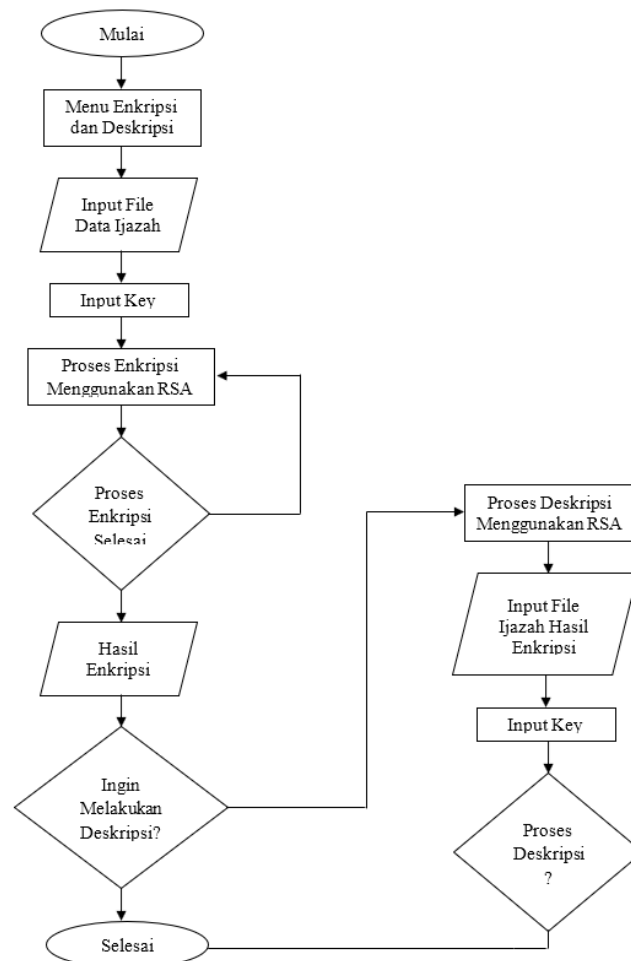 Mulai
Menu Enkripsi
dan Deskripsi
Input File
Data Ijazah
Input Key
Proses Enkripsi
Menggunakan RSA
Proses
Enkripsi
Selesai
Hasil
Enkripsi
Ingin
Melakukan
Deskripsi?
Selesai
Proses Deskripsi
Menggunakan RSA
Input File
Ijazah Hasil
Enkripsi
Input Key
Proses
Deskripsi
?